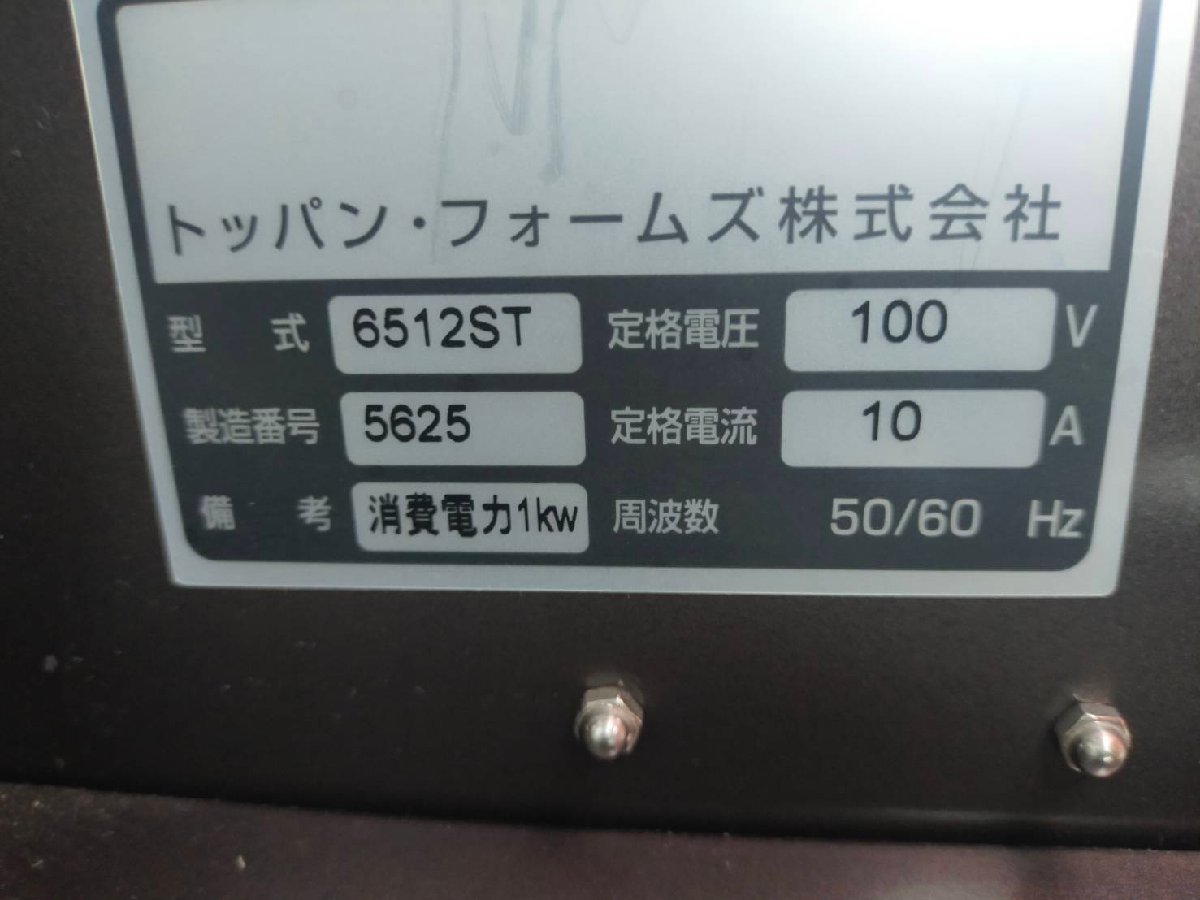 トッパン・フォームズ株式会社
型 式 6512ST 定格電圧 100 V
製造番号 5625 定格電流 10 A
備 考 消費電力1kw 周波数 50/60 Hz